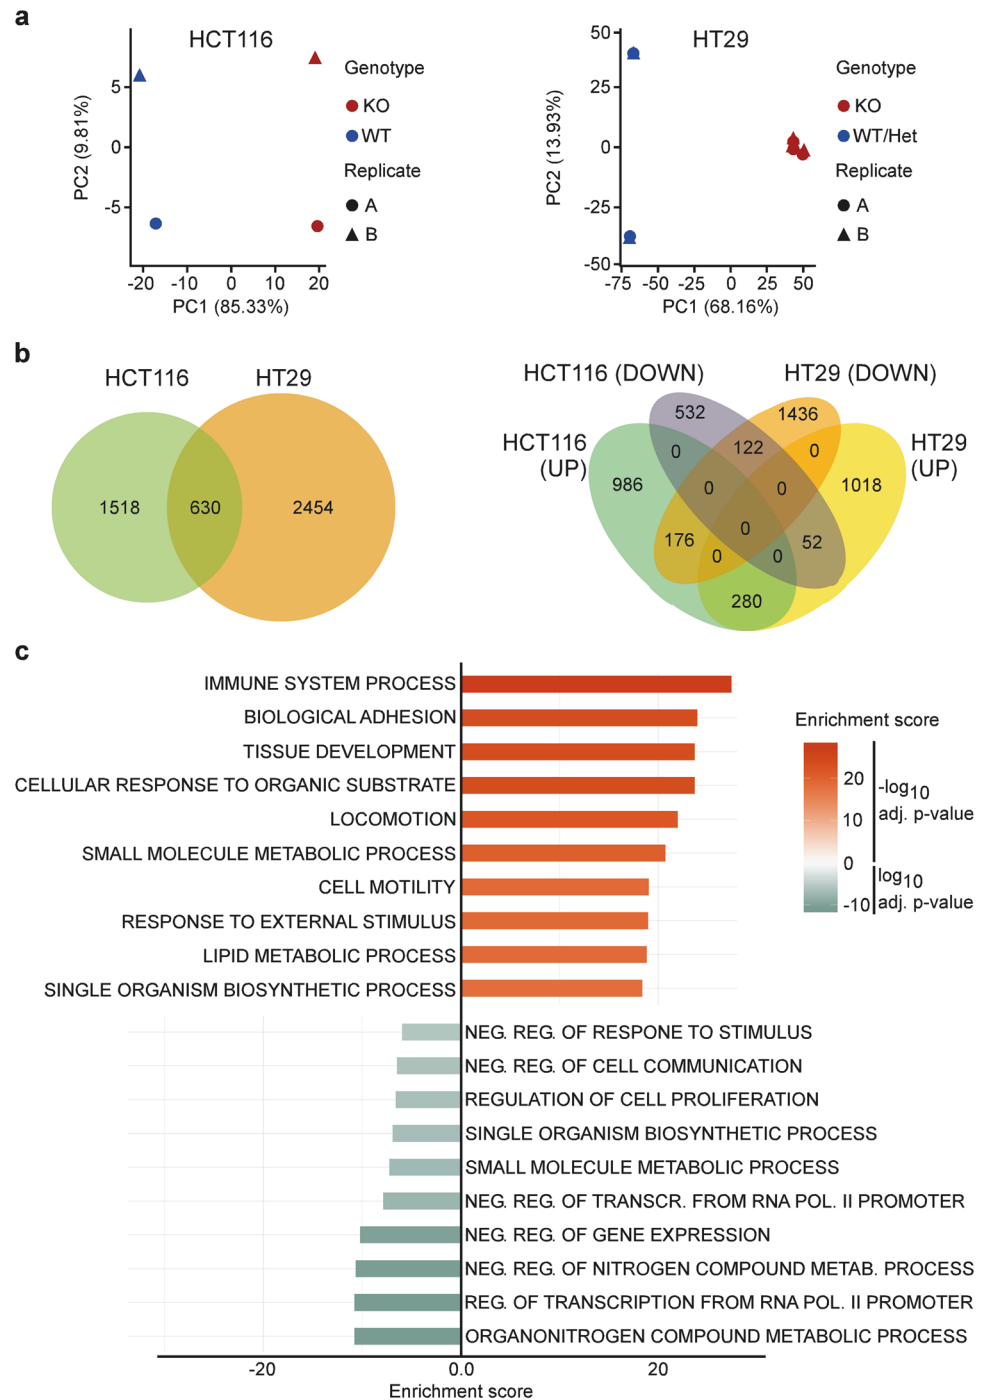 a
HCT116
PC2 (9.81%)
5
0
-5
-20 -10 0 10 20
PC1 (85.33%)
Genotype
KO
WT
Replicate
A
B
HT29
PC2 (13.93%)
50
25
0
-25
-50
-75 -50 -25 0 25 50
PC1 (68.16%)
Genotype
KO
WT/Het
Replicate
A
B
b
HCT116
HT29
1518
630
2454
HCT116 (DOWN)
HT29 (DOWN)
HCT116
(UP)
HT29
(UP)
532
1436
0
122
0
986
0
0
1018
0
176
52
0
0
280
c
IMMUNE SYSTEM PROCESS
BIOLOGICAL ADHESION
TISSUE DEVELOPMENT
CELLULAR RESPONSE TO ORGANIC SUBSTRATE
LOCOMOTION
SMALL MOLECULE METABOLIC PROCESS
CELL MOTILITY
RESPONSE TO EXTERNAL STIMULUS
LIPID METABOLIC PROCESS
SINGLE ORGANISM BIOSYNTHETIC PROCESS
NEG. REG. OF RESPONE TO STIMULUS
NEG. REG. OF CELL COMMUNICATION
REGULATION OF CELL PROLIFERATION
SINGLE ORGANISM BIOSYNTHETIC PROCESS
SMALL MOLECULE METABOLIC PROCESS
NEG. REG. OF TRANSCR. FROM RNA POL. II PROMOTER
NEG. REG. OF GENE EXPRESSION
NEG. REG. OF NITROGEN COMPOUND METAB. PROCESS
REG. OF TRANSCRIPTION FROM RNA POL. II PROMOTER
ORGANONITROGEN COMPOUND METABOLIC PROCESS
-20 0.0 20
Enrichment score
Enrichment score
20
10
0
-10
-log10
adj. p-value
log10
adj. p-value